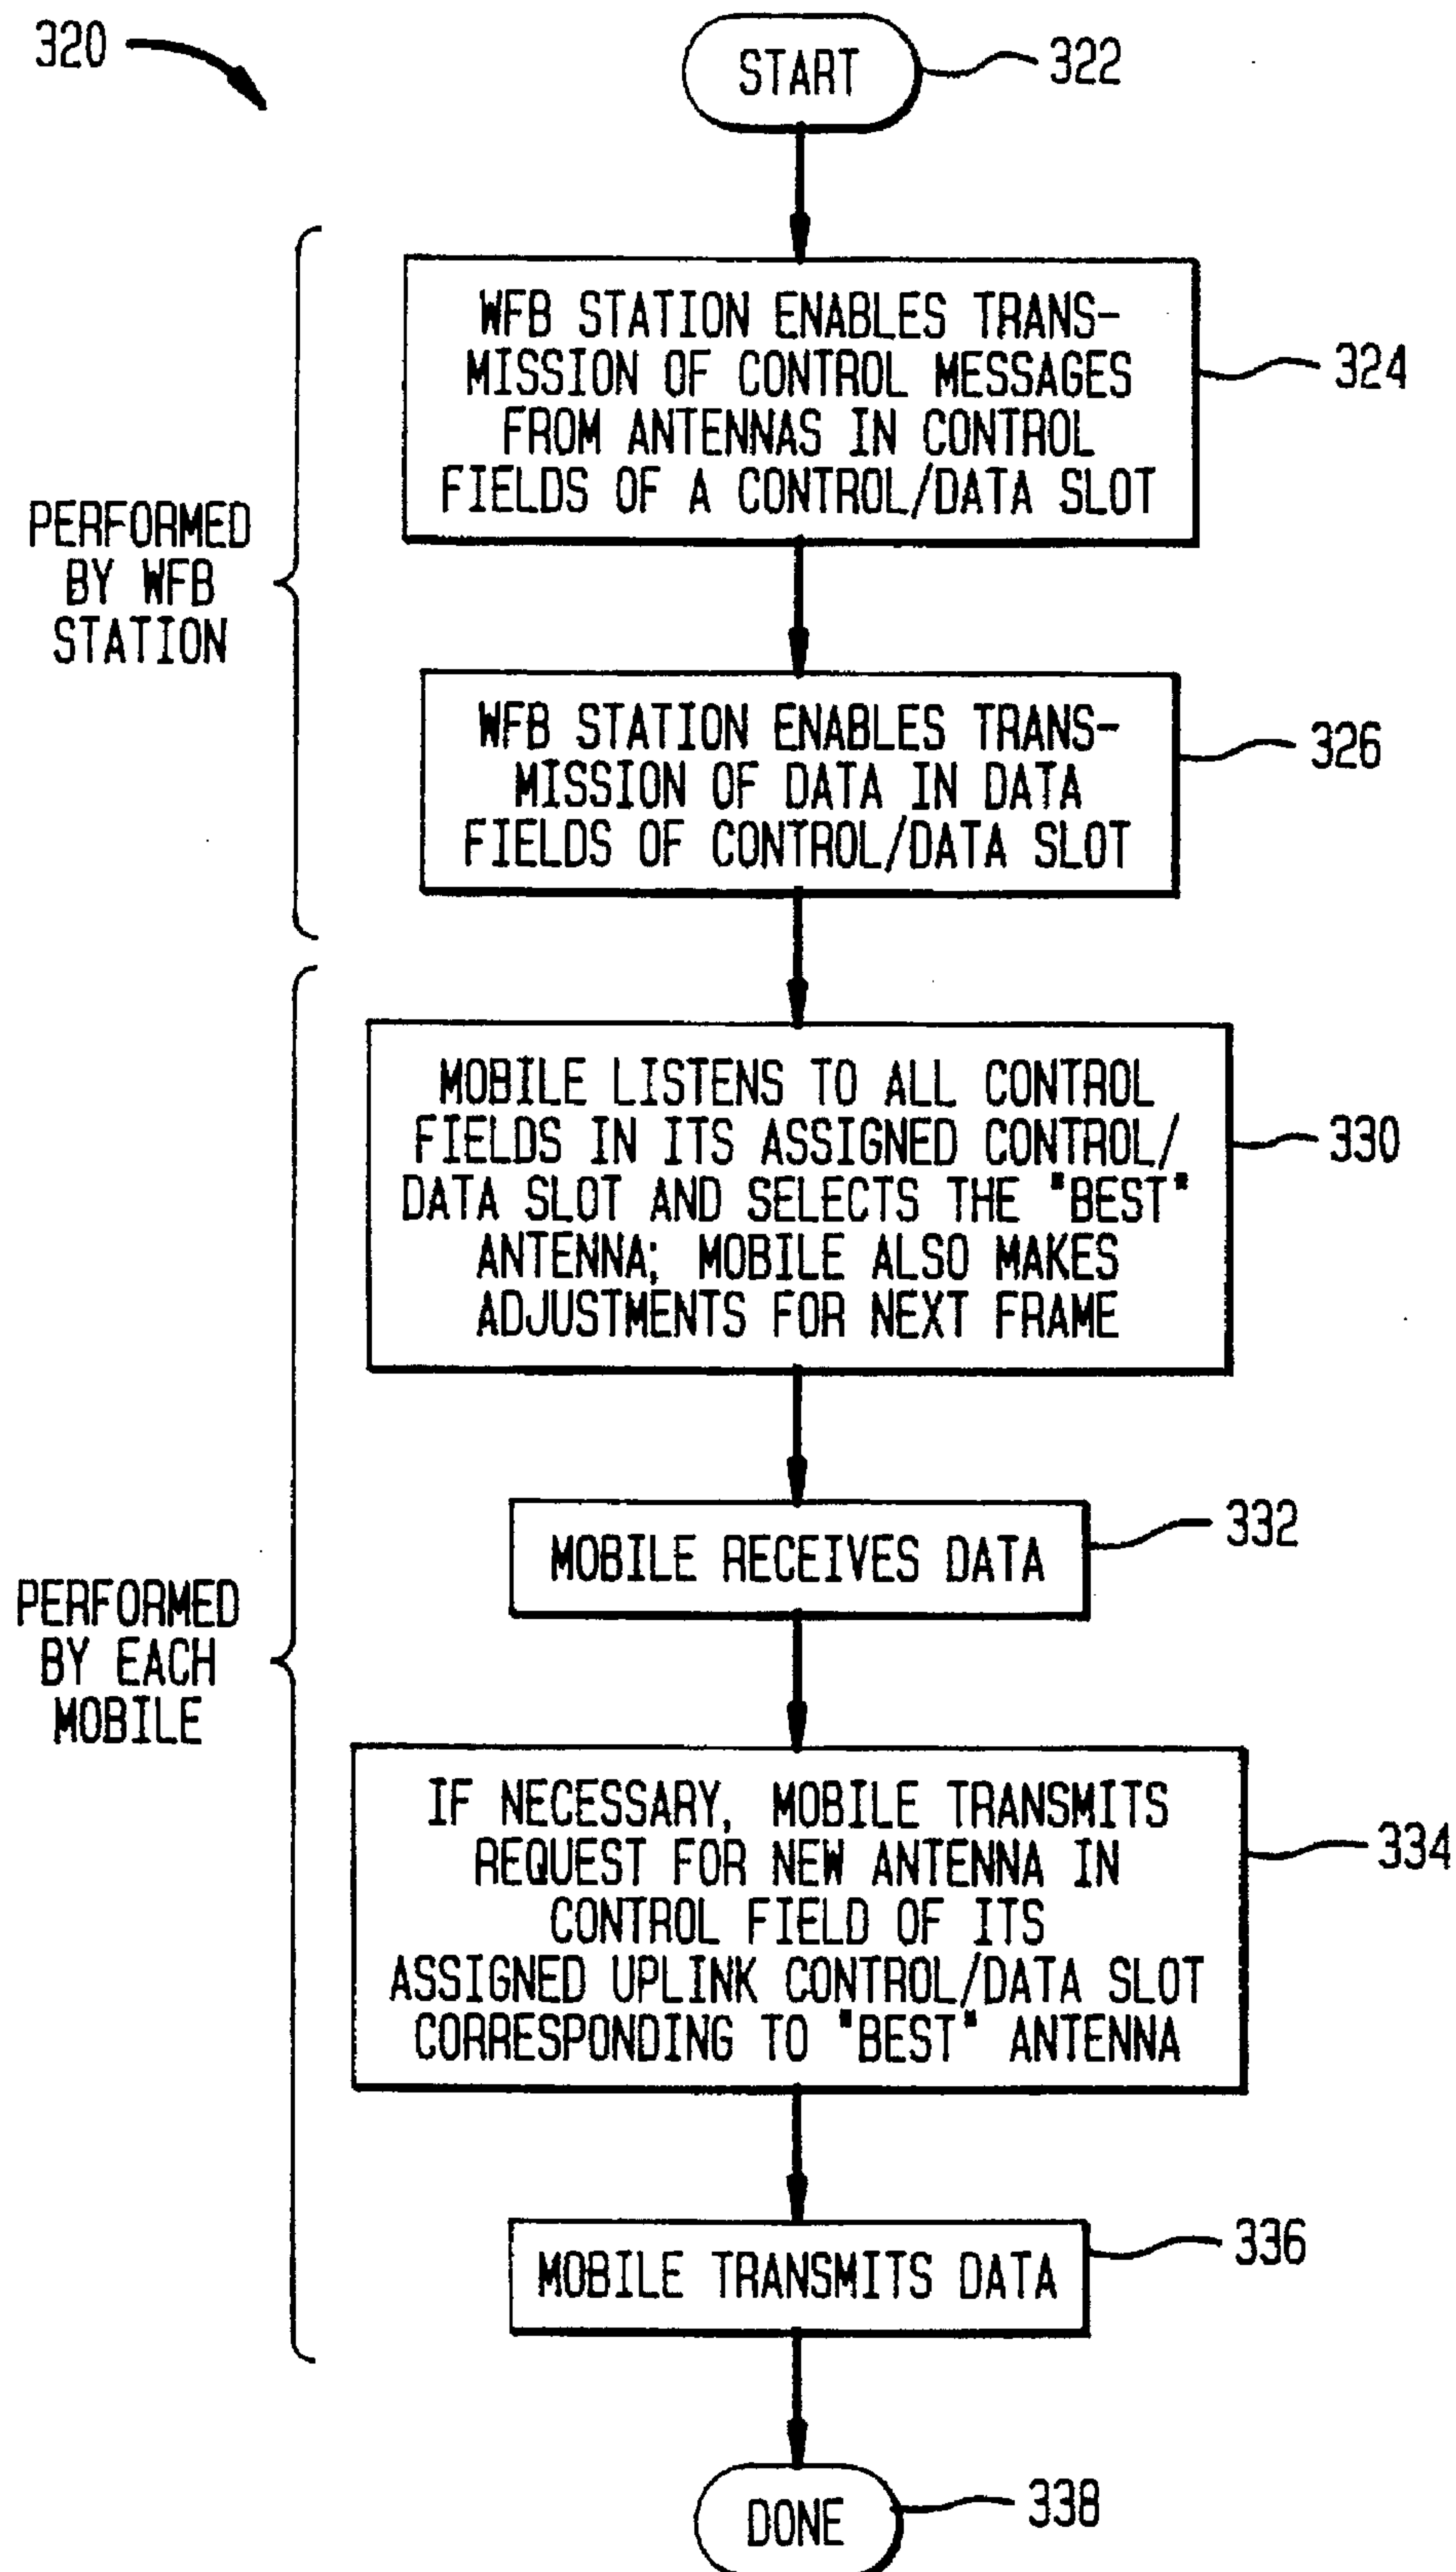 320
START
322
WFB STATION ENABLES TRANS-
MISSION OF CONTROL MESSAGES
FROM ANTENNAS IN CONTROL
FIELDS OF A CONTROL/DATA SLOT
324
PERFORMED
BY WFB
STATION
WFB STATION ENABLES TRANS-
MISSION OF DATA IN DATA
FIELDS OF CONTROL/DATA SLOT
326
MOBILE LISTENS TO ALL CONTROL
FIELDS IN ITS ASSIGNED CONTROL/
DATA SLOT AND SELECTS THE "BEST"
ANTENNA; MOBILE ALSO MAKES
ADJUSTMENTS FOR NEXT FRAME
330
MOBILE RECEIVES DATA
332
PERFORMED
BY EACH
MOBILE
IF NECESSARY, MOBILE TRANSMITS
REQUEST FOR NEW ANTENNA IN
CONTROL FIELD OF ITS
ASSIGNED UPLINK CONTROL/DATA SLOT
CORRESPONDING TO "BEST" ANTENNA
334
MOBILE TRANSMITS DATA
336
DONE
338